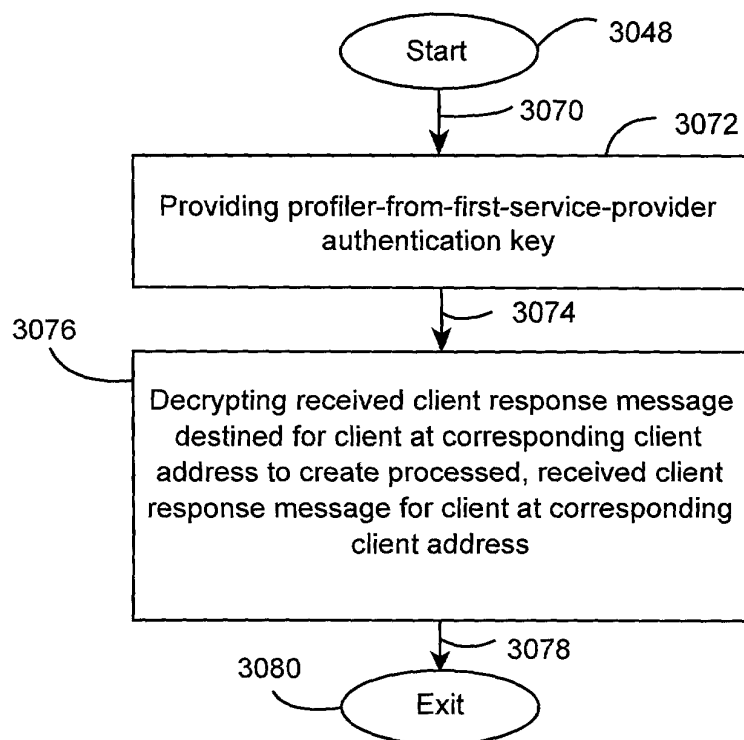 Start
3048
3070
3072
Providing profiler-from-first-service-provider
authentication key
3074
3076
Decrypting received client response message
destined for client at corresponding client
address to create processed, received client
response message for client at corresponding
client address
3078
3080
Exit